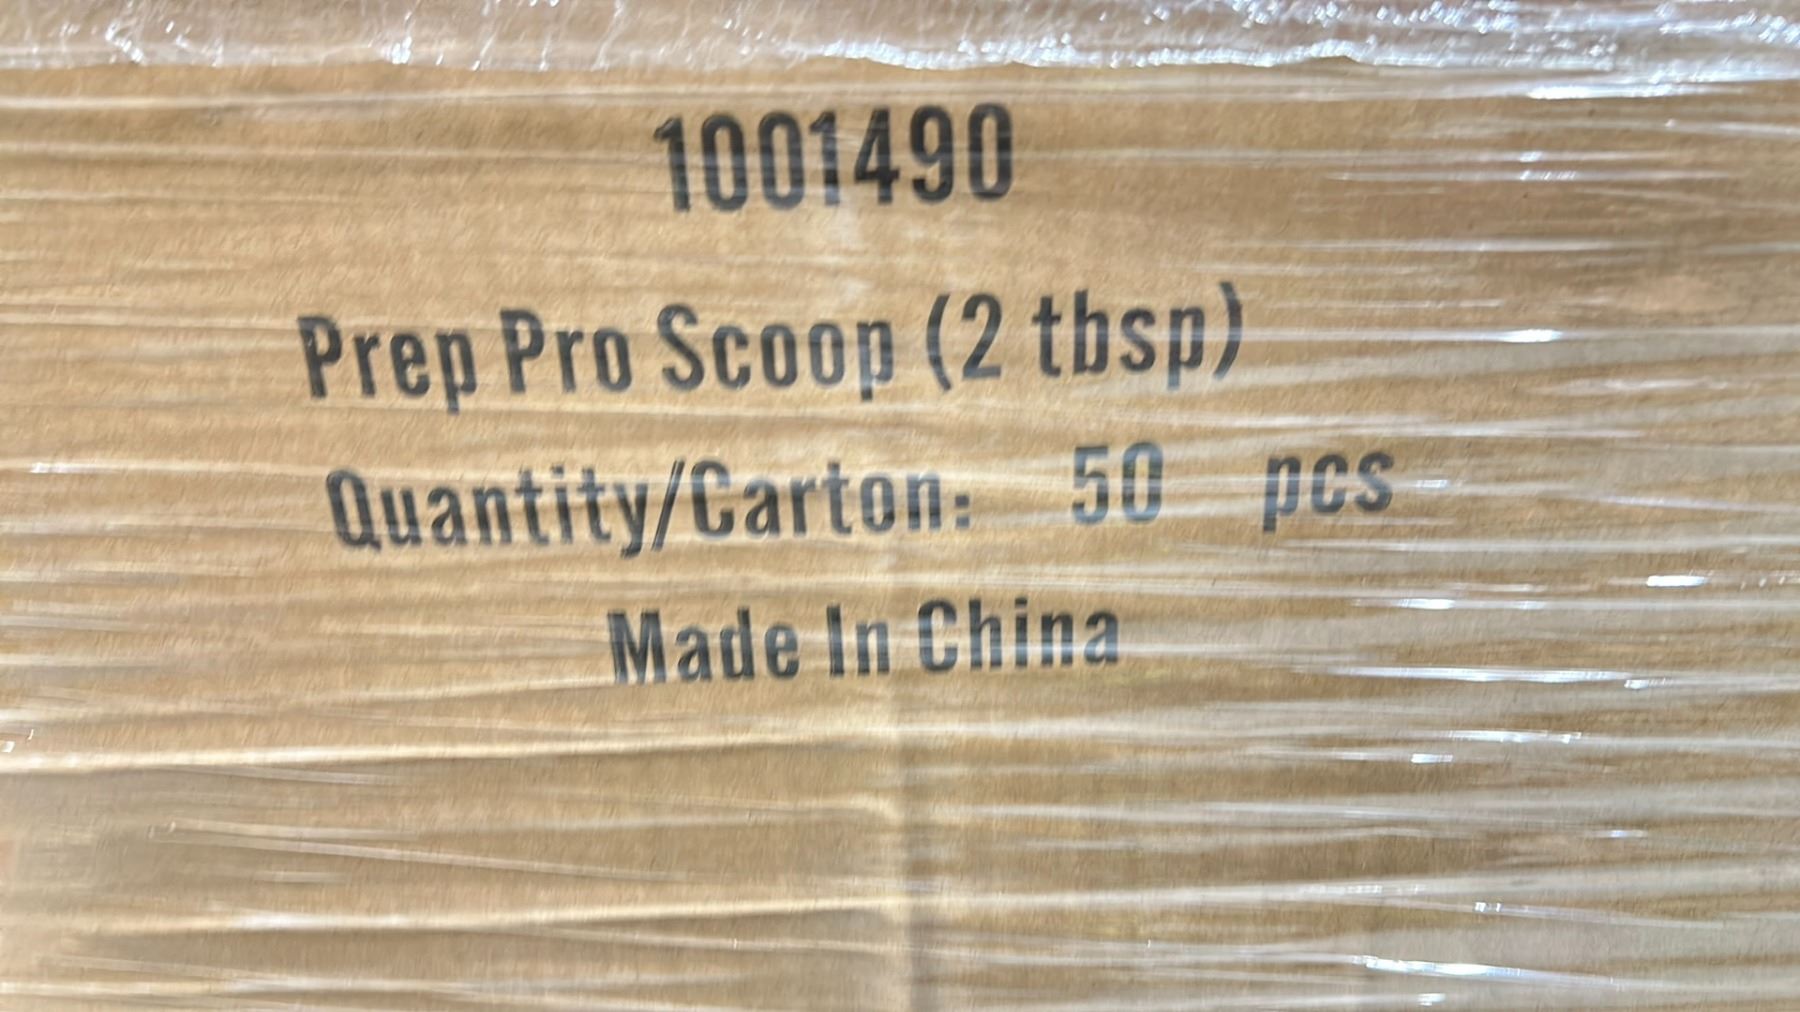 1001490
Prep Pro Scoop (2 tbsp)
Quantity/Carton: 50 pcs
Made In China